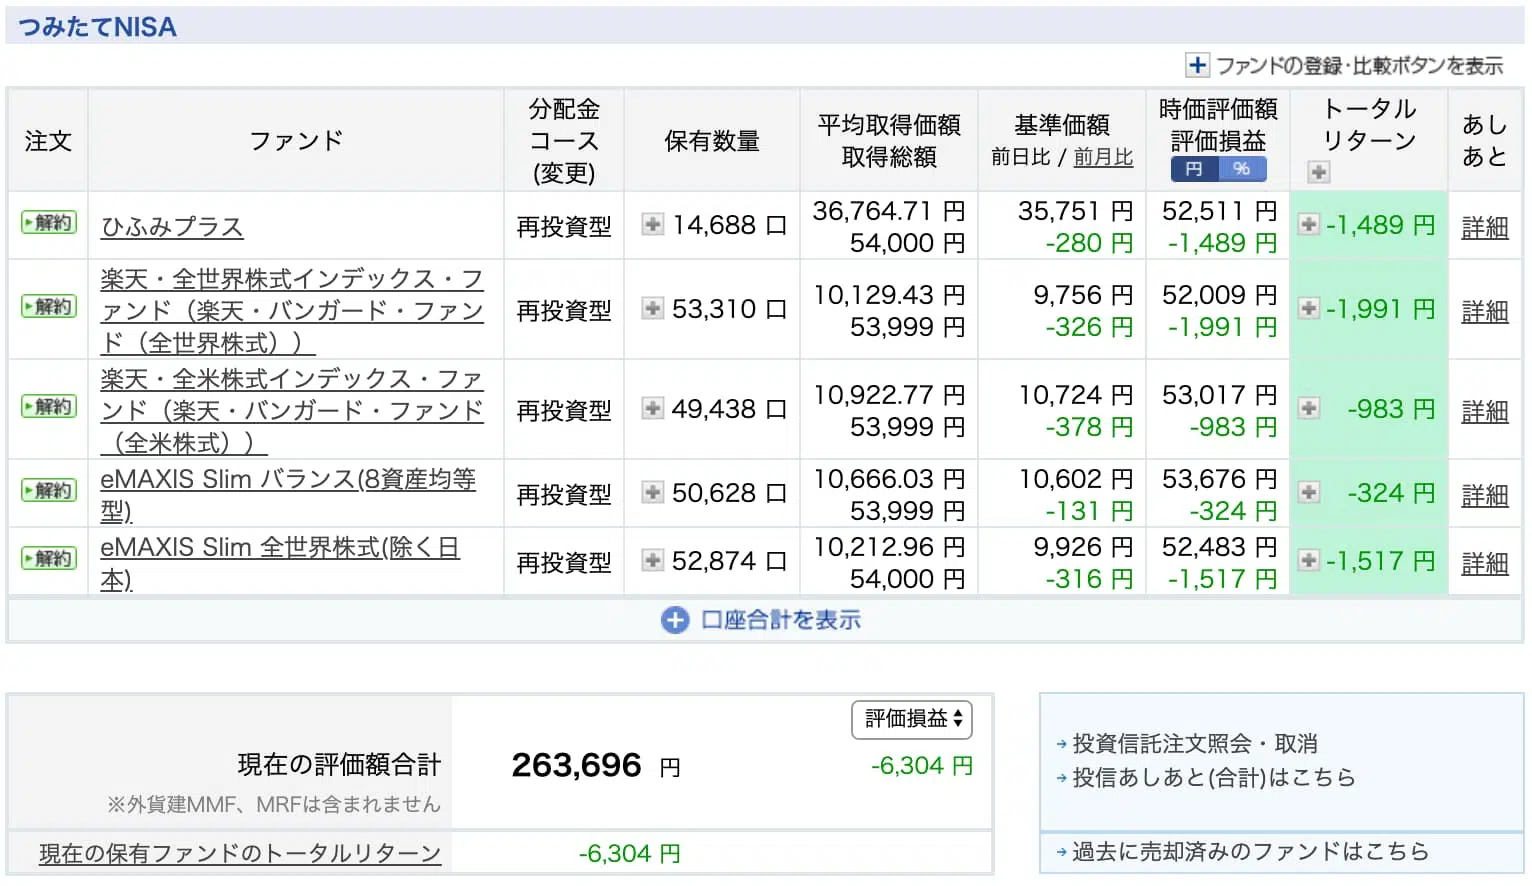 つみたてNISA
ファンドの登録・比較ボタンを表示
注文 ファンド 分配金コース(変更) 保有数量 平均取得価額 取得総額 基準価額 前日比 / 前月比 時価評価額 評価損益 円 % トータルリターン あしあと
解約 ひふみプラス 再投資型 14,688 口 36,764.71 円 35,751 円 52,511 円 -1,489 円 詳細
54,000 円 -280 円 -1,489 円
楽天・全世界株式インデックス・フ
解約 ァンド（楽天・バンガード・ファン 再投資型 53,310 口 10,129.43 円 9,756 円 52,009 円 -1,991 円 詳細
ド（全世界株式）） 53,999 円 -326 円 -1,991 円
楽天・全米株式インデックス・ファ
解約 ンド（楽天・バンガード・ファンド 再投資型 49,438 口 10,922.77 円 10,724 円 53,017 円 -983 円 詳細
（全米株式）） 53,999 円 -378 円 -983 円
解約 eMAXIS Slim バランス(8資産均等 再投資型 50,628 口 10,666.03 円 10,602 円 53,676 円 -324 円 詳細
型) 53,999 円 -131 円 -324 円
解約 eMAXIS Slim 全世界株式(除く日 再投資型 52,874 口 10,212.96 円 9,926 円 52,483 円 -1,517 円 詳細
本) 54,000 円 -316 円 -1,517 円
口座合計を表示
評価損益
現在の評価額合計 263,696 円 -6,304 円
※外貨建MMF、MRFは含まれません
現在の保有ファンドのトータルリターン -6,304 円
投資信託注文照会・取消
投信あしあと(合計)はこちら
過去に売却済みのファンドはこちら